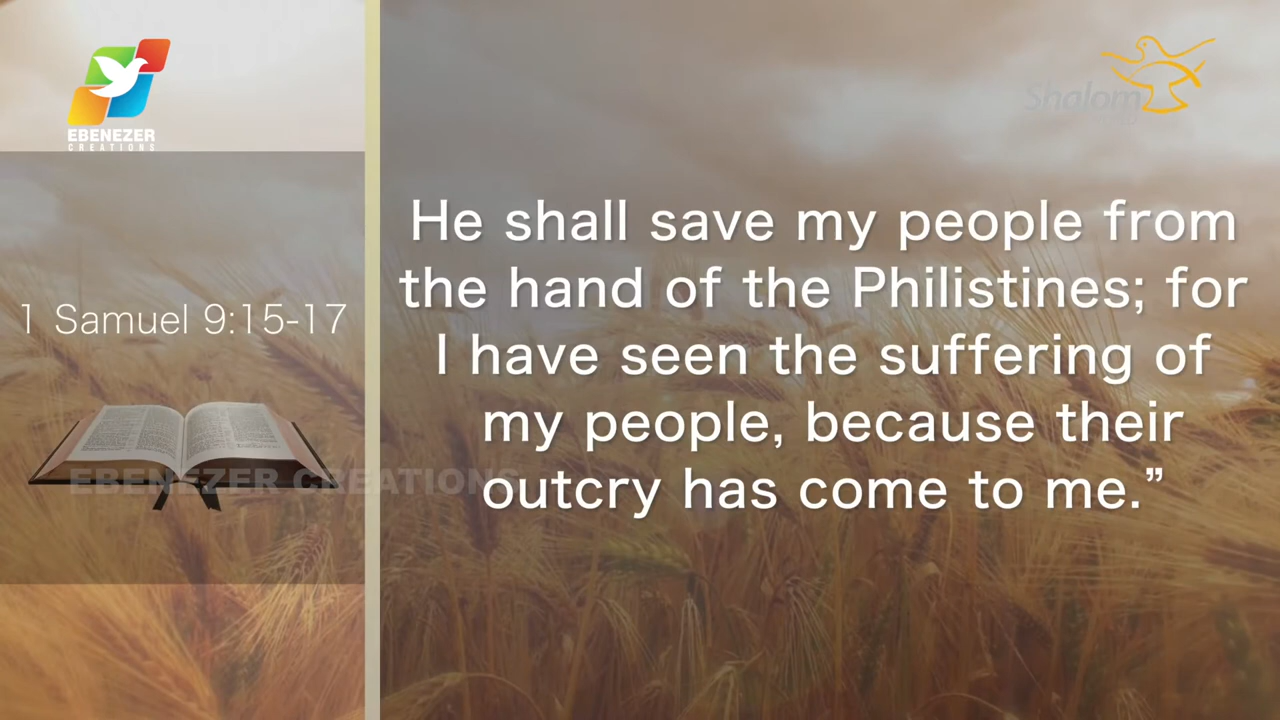 EBENEZER
CREATIONS
Shalom
1 Samuel 9:15-17
He shall save my people from
the hand of the Philistines; for
I have seen the suffering of
my people, because their
outcry has come to me.”
EBENEZER CREATIONS